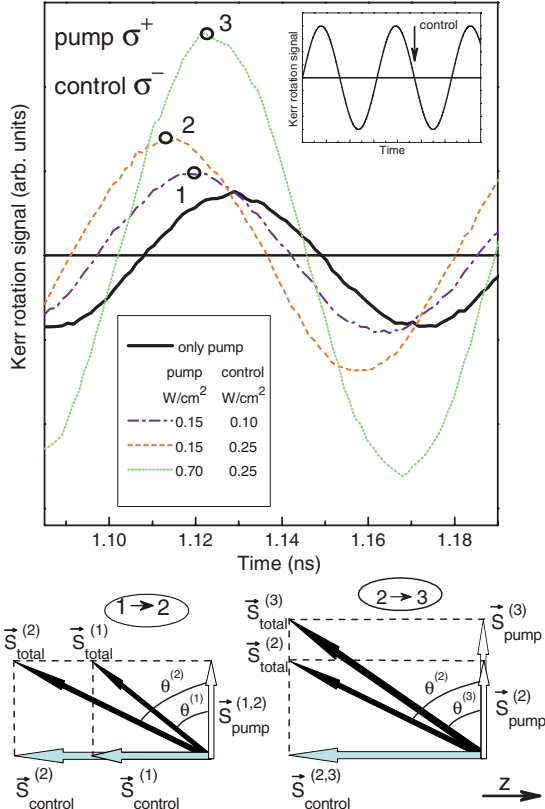 pump σ⁺
control σ⁻
3
2
1
control
Kerr rotation signal
Time
Kerr rotation signal (arb. units)
only pump
pump control
W/cm² W/cm²
0.15 0.10
0.15 0.25
0.70 0.25
1.10 1.12 1.14 1.16 1.18
Time (ns)
1 → 2
S⃗ total (2)
S⃗ total (1)
θ(2)
θ(1)
S⃗ pump (1,2)
S⃗ control (2)
S⃗ control (1)
2 → 3
S⃗ total (3)
S⃗ total (2)
θ(2)
θ(3)
S⃗ pump (3)
S⃗ pump (2)
S⃗ control (2,3)
z